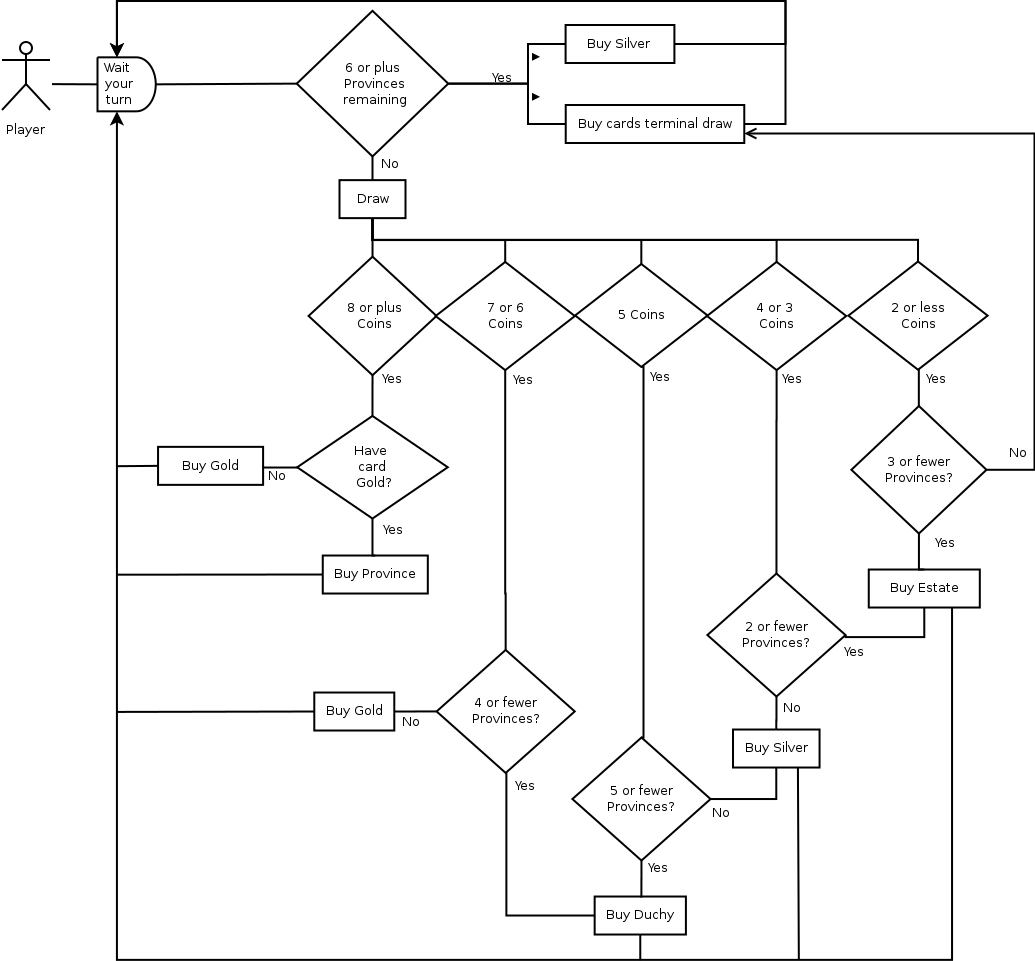 Player
Wait
your
turn
6 or plus
Provinces
remaining
Yes
Buy Silver
Buy cards terminal draw
No
Draw
8 or plus
Coins
7 or 6
Coins
5 Coins
4 or 3
Coins
2 or less
Coins
Yes
Yes
Yes
Yes
Yes
Have
card
Gold?
No
Buy Gold
Yes
Buy Province
3 or fewer
Provinces?
No
Yes
Buy Estate
2 or fewer
Provinces?
Yes
No
Buy Silver
4 or fewer
Provinces?
No
Buy Gold
Yes
5 or fewer
Provinces?
No
Yes
Buy Duchy